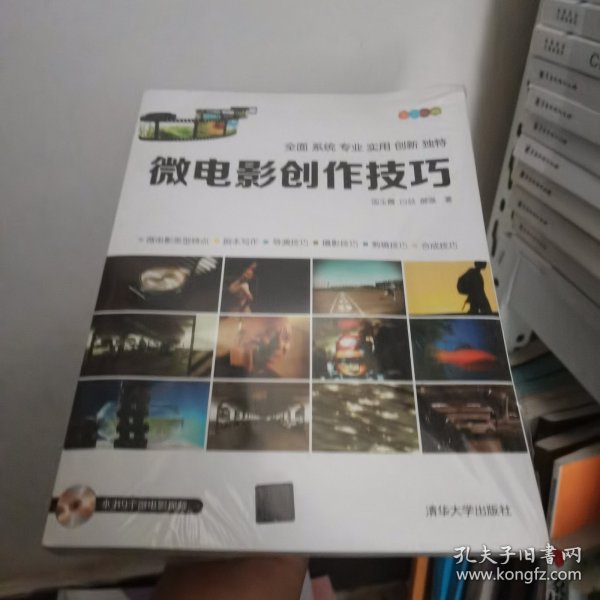 全面 系统 专业 实用 创新 独特
微电影创作技巧
著
微电影类型特点 剧本写作 导演技巧 摄影技巧 剪辑技巧 合成技巧
清华大学出版社
孔夫子旧书网
www.kongfz.com